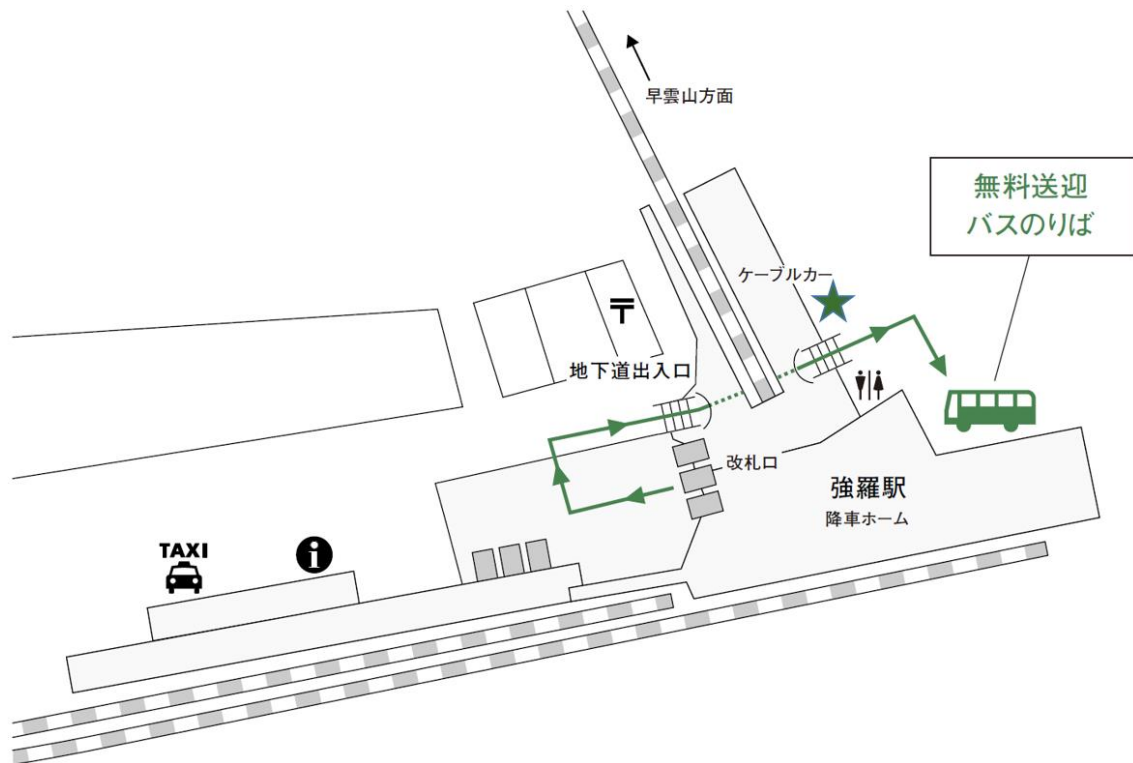 早雲山方面
無料送迎
バスのりば
ケーブルカー
〒
地下道出入口
改札口
強羅駅
降車ホーム
TAXI
i